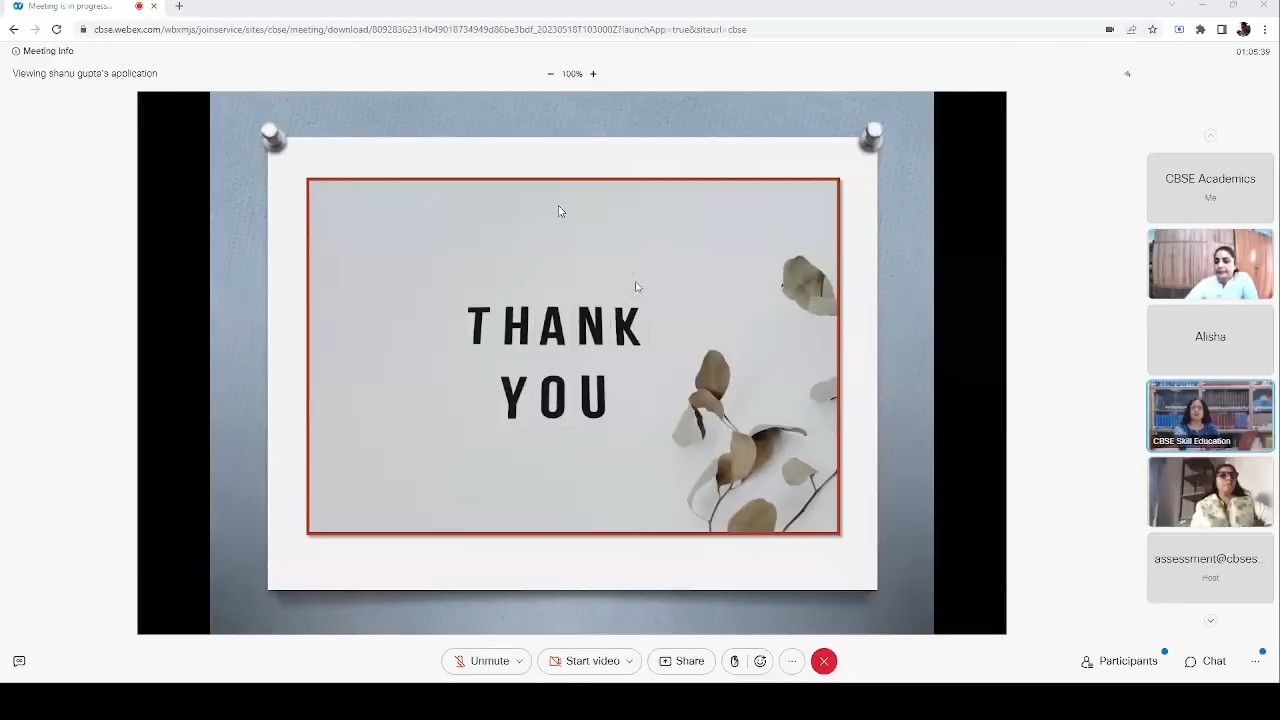 Meeting is in progress...
cbse.webex.com/wbxmjs/joinservice/sites/cbse/meeting/download/80928362314b49018734949d86be3bdf_20230518T103000Z?launchApp=true&siteurl=cbse
Meeting Info
01:05:39
Viewing shanu gupta's application
100%
THANK
YOU
CBSE Academics
Me
Alisha
CBSE Skill Education
assessment@cbses...
Host
Unmute
Start video
Share
Participants
Chat